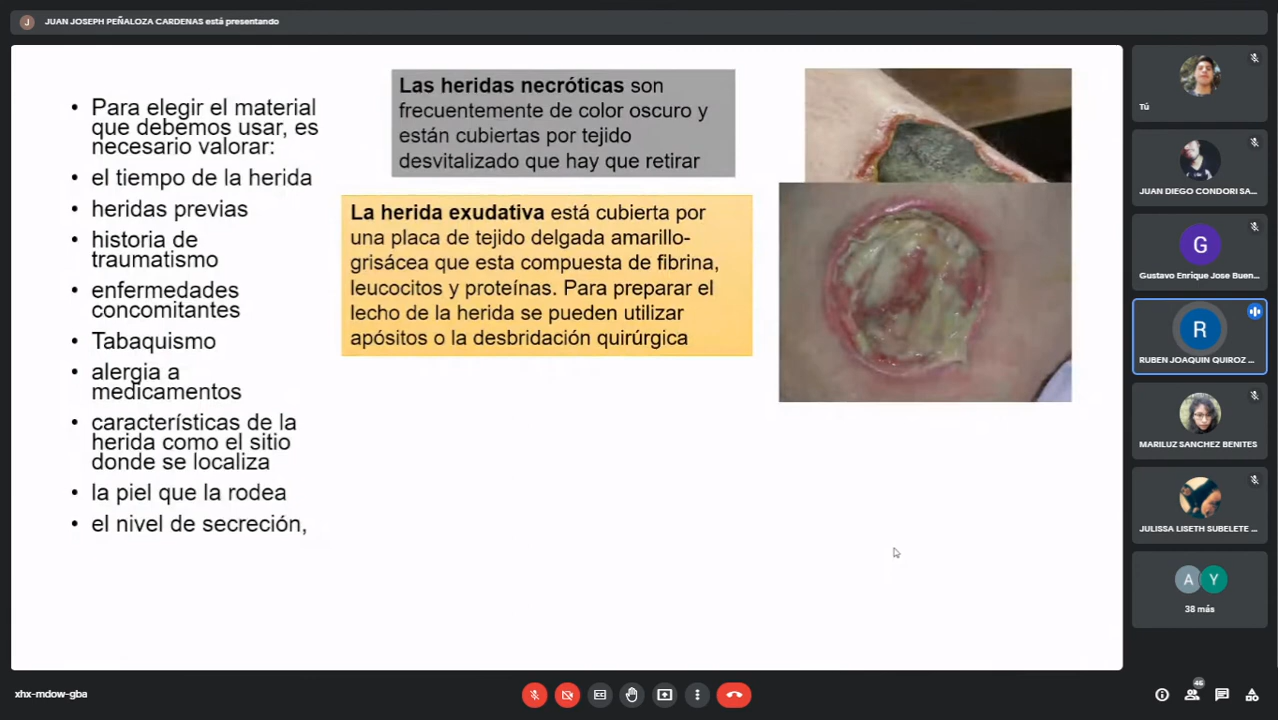 J
JUAN JOSEPH PEÑALOZA CARDENAS está presentando
• Para elegir el material
que debemos usar, es
necesario valorar:
• el tiempo de la herida
• heridas previas
• historia de
traumatismo
• enfermedades
concomitantes
• Tabaquismo
• alergia a
medicamentos
• características de la
herida como el sitio
donde se localiza
• la piel que la rodea
• el nivel de secreción,
Las heridas necróticas son
frecuentemente de color oscuro y
están cubiertas por tejido
desvitalizado que hay que retirar
La herida exudativa está cubierta por
una placa de tejido delgada amarillo-
grisácea que esta compuesta de fibrina,
leucocitos y proteínas. Para preparar el
lecho de la herida se pueden utilizar
apósitos o la desbridación quirúrgica
Tú
JUAN DIEGO CONDORI SA...
G
Gustavo Enrique Jose Buen...
R
RUBEN JOAQUIN QUIROZ ...
MARILUZ SANCHEZ BENITES
JULISSA LISETH SUBELETE ...
A Y
38 más
xhx-mdow-gba
46